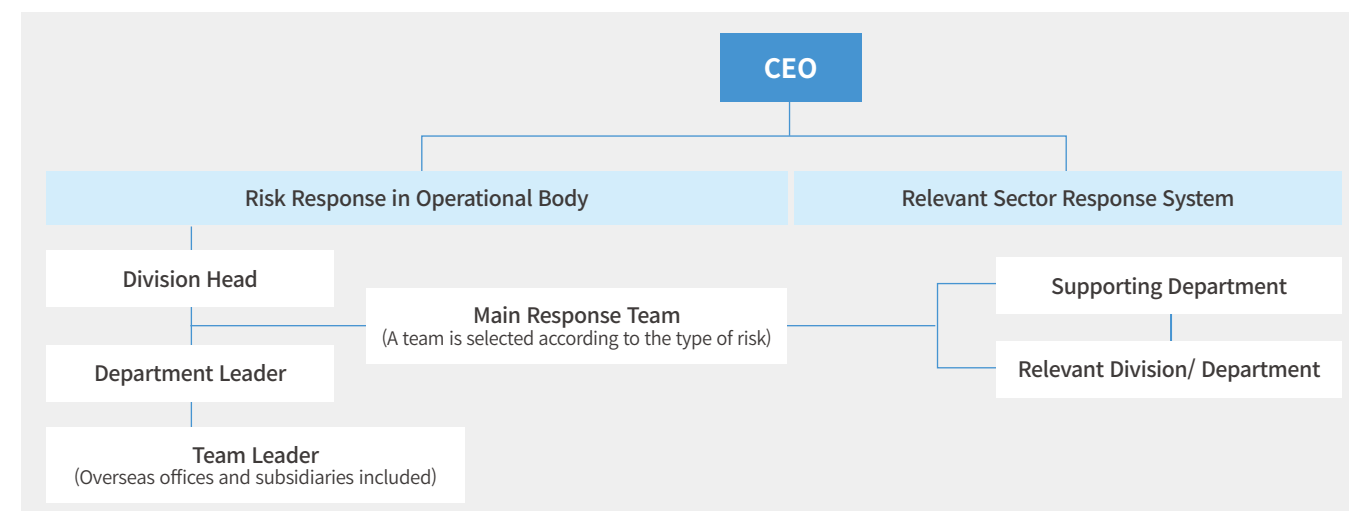 CEO
Risk Response in Operational Body
Relevant Sector Response System
Division Head
Main Response Team
(A team is selected according to the type of risk)
Supporting Department
Department Leader
Relevant Division/ Department
Team Leader
(Overseas offices and subsidiaries included)